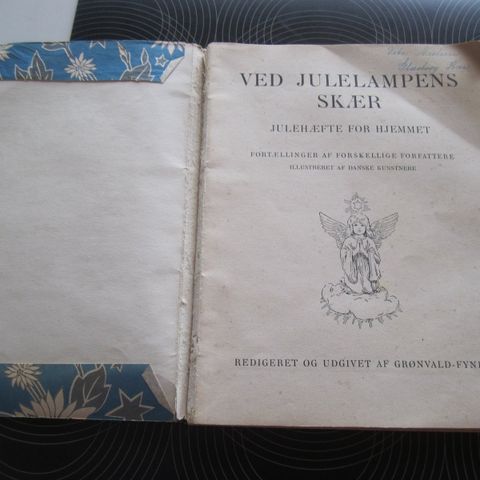 VED JULELAMPENS
SKÆR
JULEHÆFTE FOR HJEMMET
FORTÆLLINGER AF FORSKELLIGE FORFATTERE
ILLUSTRERET AF DANSKE KUNSTNERE
REDIGERET OG UDGIVET AF GRØNVALD-FYNE